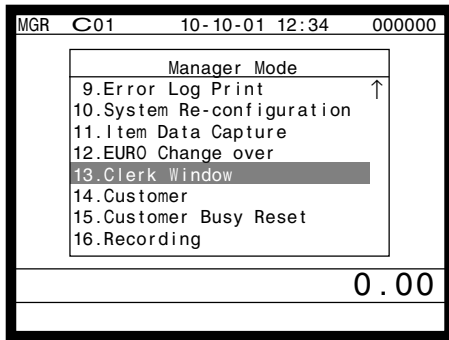 MGR C01 10-10-01 12:34 000000
Manager Mode
9.Error Log Print ↑
10.System Re-configuration
11.Item Data Capture
12.EURO Change over
13.Clerk Window
14.Customer
15.Customer Busy Reset
16.Recording
0.00